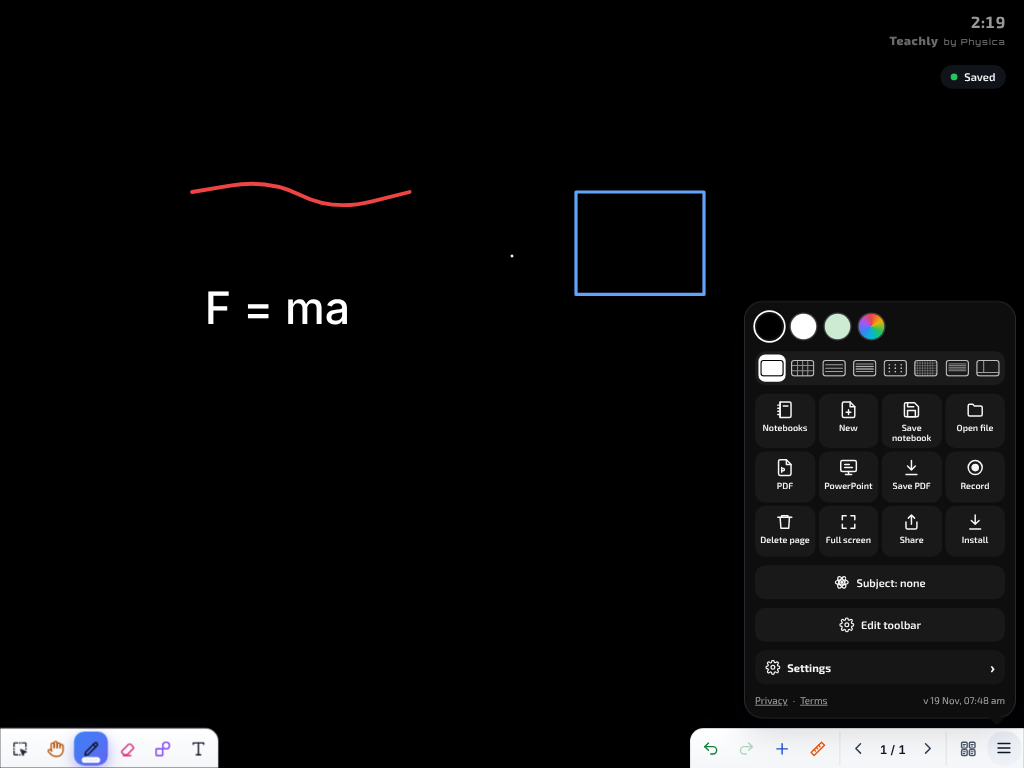 2:19
Teachly by Physica
Saved
F = ma
Notebooks
New
Save notebook
Open file
PDF
PowerPoint
Save PDF
Record
Delete page
Full screen
Share
Install
Subject: none
Edit toolbar
Settings ›
Privacy · Terms v 19 Nov, 07:48 am
T
1 / 1